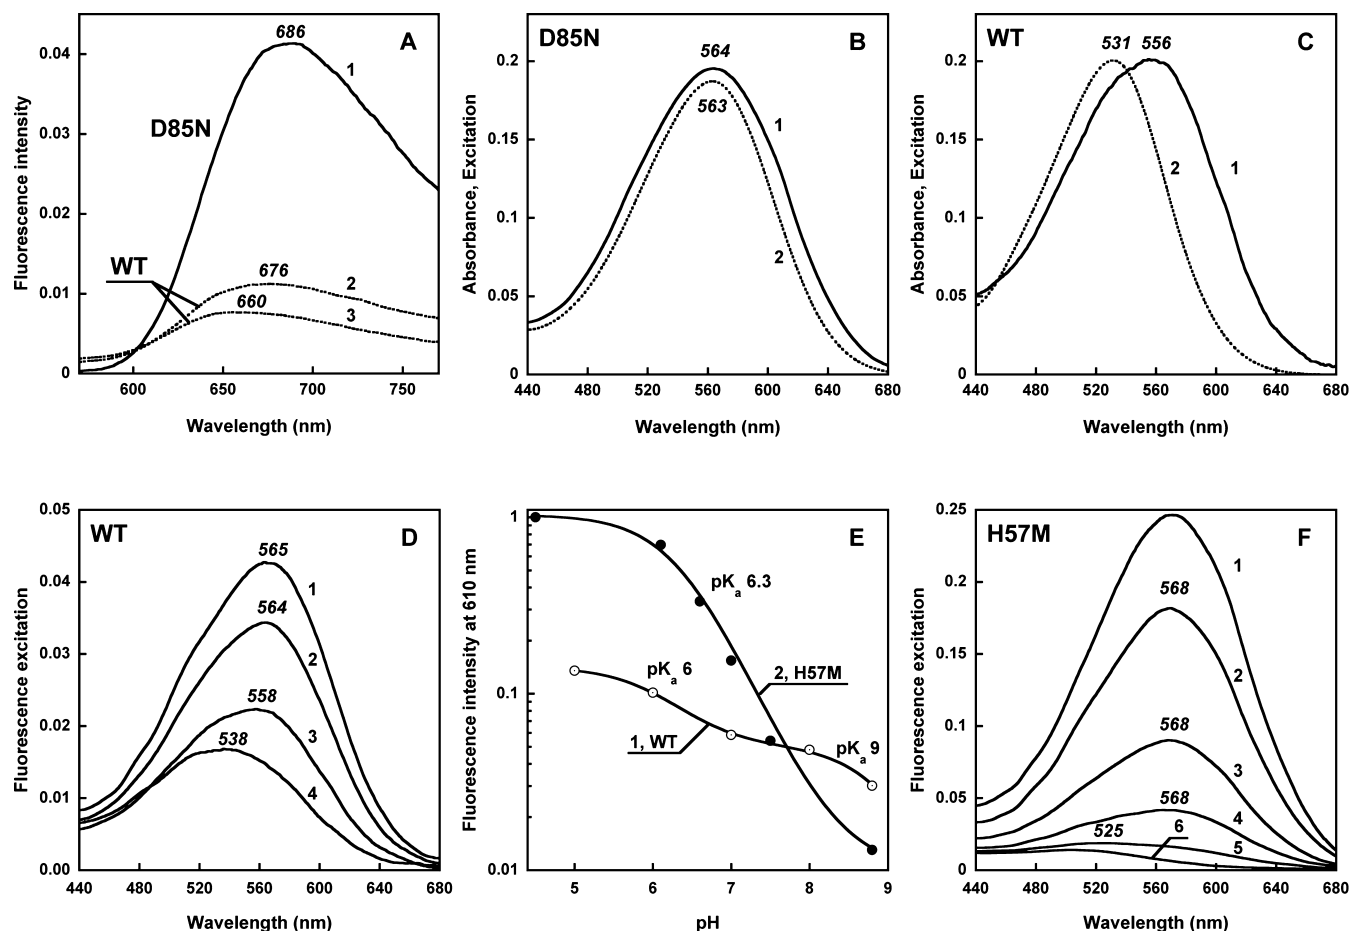 A
686
1
D85N
WT
676
2
660
3
0.04
0.03
0.02
0.01
0
600 650 700 750
Fluorescence intensity
Wavelength (nm)
D85N
B
564
563
1
2
0.2
0.15
0.1
0.05
0
440 480 520 560 600 640 680
Absorbance, Excitation
Wavelength (nm)
WT
C
531 556
2
1
0.2
0.15
0.1
0.05
0
440 480 520 560 600 640 680
Absorbance, Excitation
Wavelength (nm)
WT
D
565
1
564
2
558
3
538
4
0.05
0.04
0.03
0.02
0.01
0.00
440 480 520 560 600 640 680
Fluorescence excitation
Wavelength (nm)
E
pKa 6.3
pKa 6
2, H57M
1, WT
pKa 9
1
0.1
0.01
5 6 7 8 9
Fluorescence intensity at 610 nm
pH
H57M
F
1
568
2
568
3
568
4
525
6
5
0.25
0.2
0.15
0.1
0.05
0
440 480 520 560 600 640 680
Fluorescence excitation
Wavelength (nm)